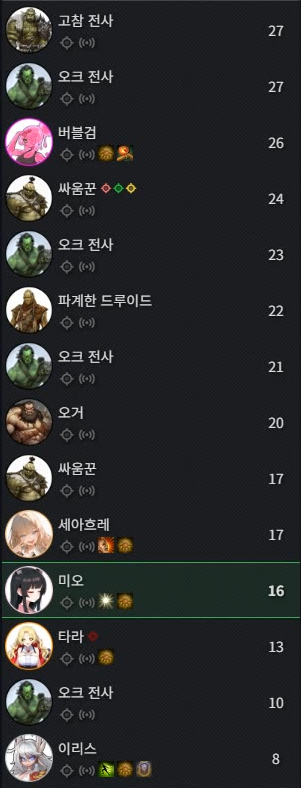 고참 전사 27
오크 전사 27
버블검 26
싸움꾼 24
오크 전사 23
파계한 드루이드 22
오크 전사 21
오거 20
싸움꾼 17
세아흐레 17
미오 16
타라 13
오크 전사 10
이리스 8